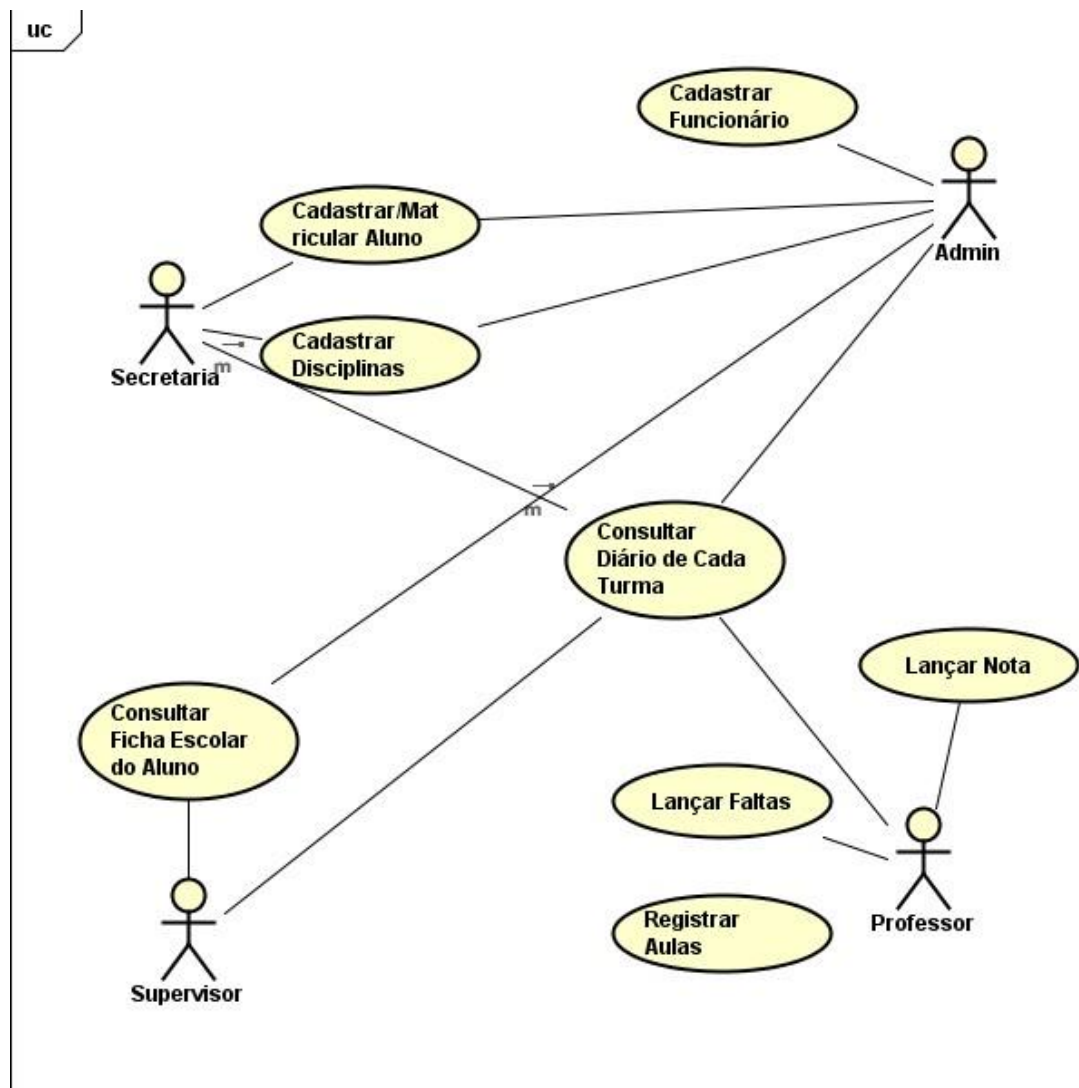 uc
Cadastrar
Funcionário
Cadastrar/Mat
ricular Aluno
Admin
Cadastrar
Disciplinas
Secretaria
m
m
Consultar
Diário de Cada
Turma
Lançar Nota
Consultar
Ficha Escolar
do Aluno
Lançar Faltas
Registrar
Aulas
Professor
Supervisor